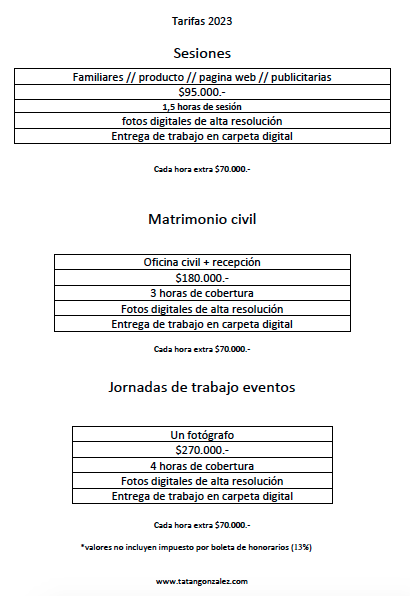 Tarifas 2023
Sesiones
Familiares // producto // pagina web // publicitarias
$95.000.-
1,5 horas de sesión
fotos digitales de alta resolución
Entrega de trabajo en carpeta digital
Cada hora extra $70.000.-
Matrimonio civil
Oficina civil + recepción
$180.000.-
3 horas de cobertura
Fotos digitales de alta resolución
Entrega de trabajo en carpeta digital
Cada hora extra $70.000.-
Jornadas de trabajo eventos
Un fotógrafo
$270.000.-
4 horas de cobertura
Fotos digitales de alta resolución
Entrega de trabajo en carpeta digital
Cada hora extra $70.000.-
*valores no incluyen impuesto por boleta de honorarios (13%)
www.tatangonzalez.com